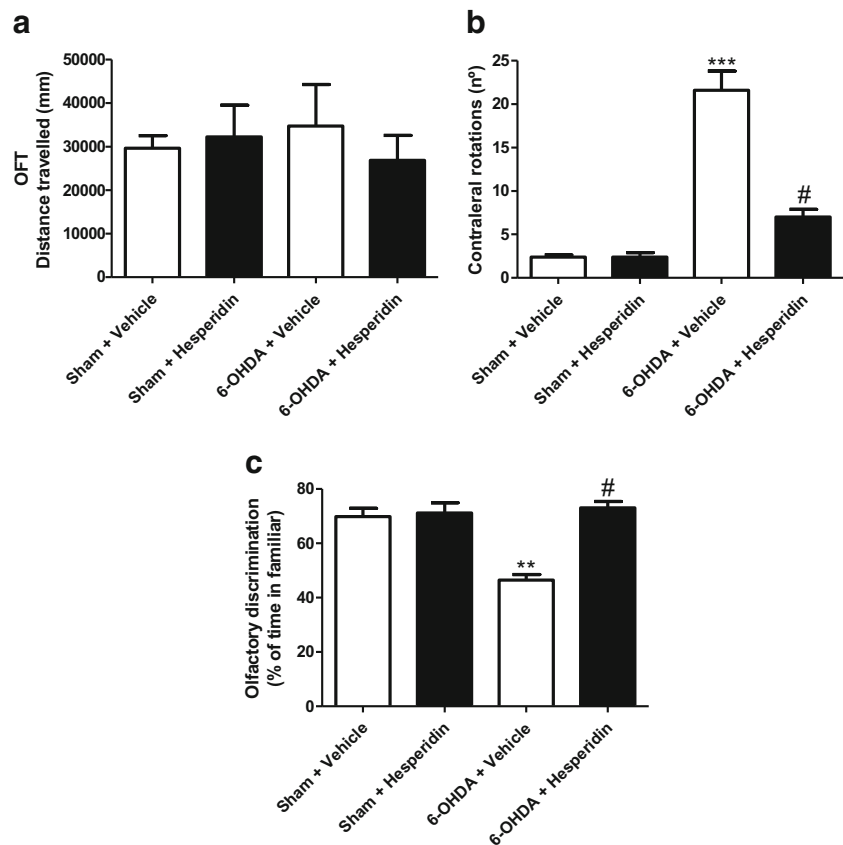 a
OFT
Distance travelled (mm)
50000
40000
30000
20000
10000
0
Sham + Vehicle
Sham + Hesperidin
6-OHDA + Vehicle
6-OHDA + Hesperidin
b
Contraleral rotations (nº)
25
20
15
10
5
0
***
#
Sham + Vehicle
Sham + Hesperidin
6-OHDA + Vehicle
6-OHDA + Hesperidin
c
Olfactory discrimination
(% of time in familiar)
80
60
40
20
0
**
#
Sham + Vehicle
Sham + Hesperidin
6-OHDA + Vehicle
6-OHDA + Hesperidin